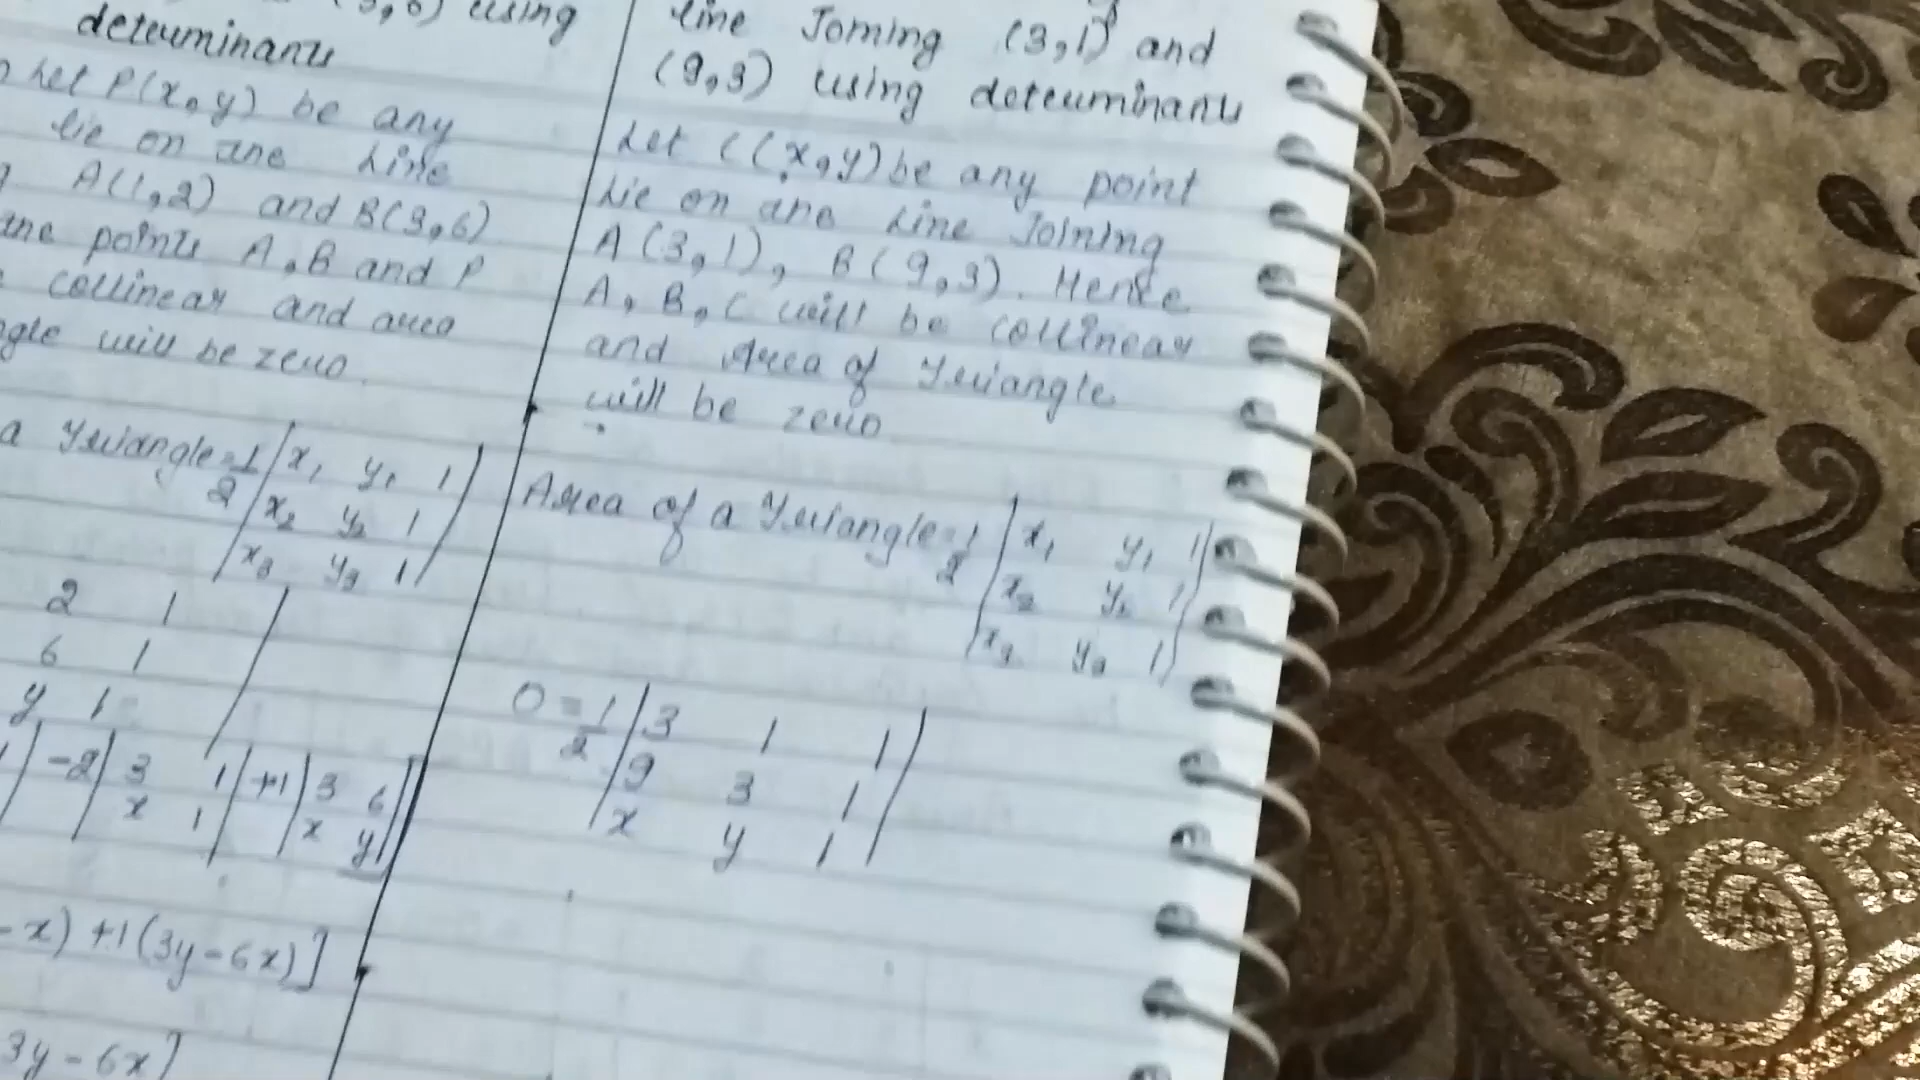 (3,6) using
determinants
Let P(x,y) be any
lie on the Line
A(1,2) and B(3,6)
the points A,B and P
collinear and area
will be zero.
a Triangle = 1/2 | x₁ y₁ 1 |
| x₂ y₂ 1 |
| x₃ y₃ 1 |
2 1 |
6 1
y 1
| -2 | 3 1 | +1 | 3 6 |
x 1 x y
- x) +1(3y-6x)]
3y-6x]
line Joming (3,1) and
(9,3) using determinants
Let C(x,y) be any point
Lie on the Line Joining
A(3,1), B(9,3). Hence
A, B, C will be collinear
and Area of Triangle
will be zero
Area of a Triangle = 1/2 | x₁ y₁ 1 |
| x₂ y₂ 1 |
| x₃ y₃ 1 |
0 = 1/2 | 3 1 1 |
| 9 3 1 |
| x y 1 |